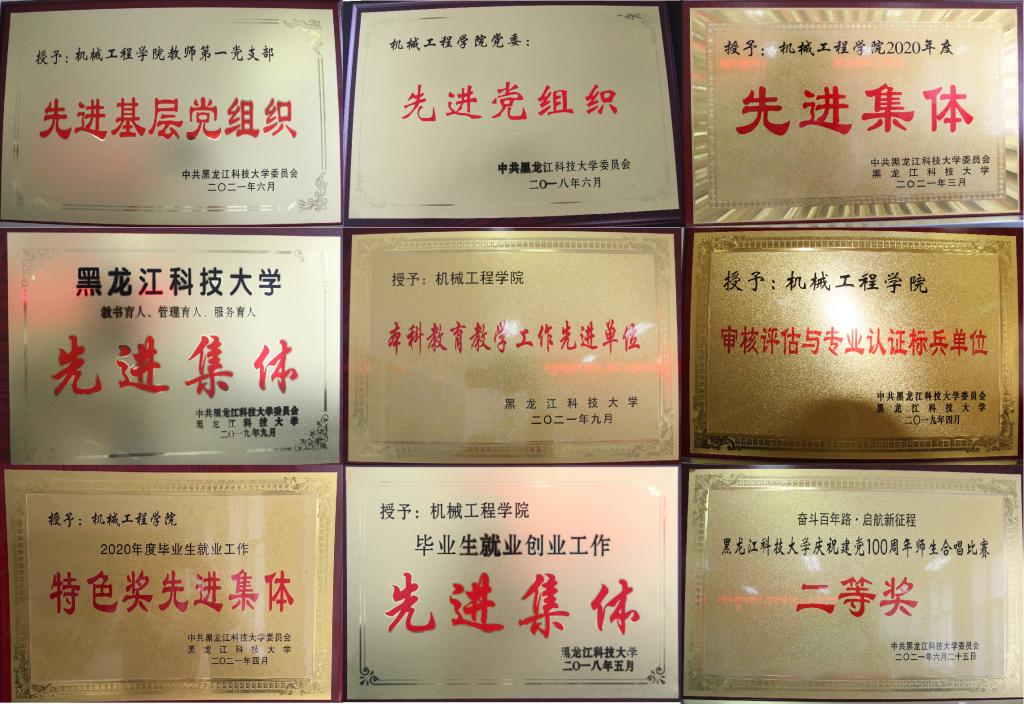 授予：机械工程学院教师第一党支部
先进基层党组织
中共黑龙江科技大学委员会
二〇二一年六月
机械工程学院党委：
先进党组织
中共黑龙江科技大学委员会
二〇一八年六月
授予：机械工程学院2020年度
先进集体
中共黑龙江科技大学委员会
黑龙江科技大学
二〇二一年三月
黑龙江科技大学
教书育人、管理育人、服务育人
先进集体
中共黑龙江科技大学委员会
黑龙江科技大学
二〇一九年九月
授予：机械工程学院
本科教育教学工作先进单位
黑龙江科技大学
二〇二一年九月
授予：机械工程学院
审核评估与专业认证标兵单位
中共黑龙江科技大学委员会
黑龙江科技大学
二〇一九年四月
授予：机械工程学院
2020年度毕业生就业工作
特色奖先进集体
中共黑龙江科技大学委员会
黑龙江科技大学
二〇二一年四月
授予：机械工程学院
毕业生就业创业工作
先进集体
黑龙江科技大学
二〇一八年五月
奋斗百年路·启航新征程
黑龙江科技大学庆祝建党100周年师生合唱比赛
二等奖
中共黑龙江科技大学委员会
二〇二一年六月二十五日